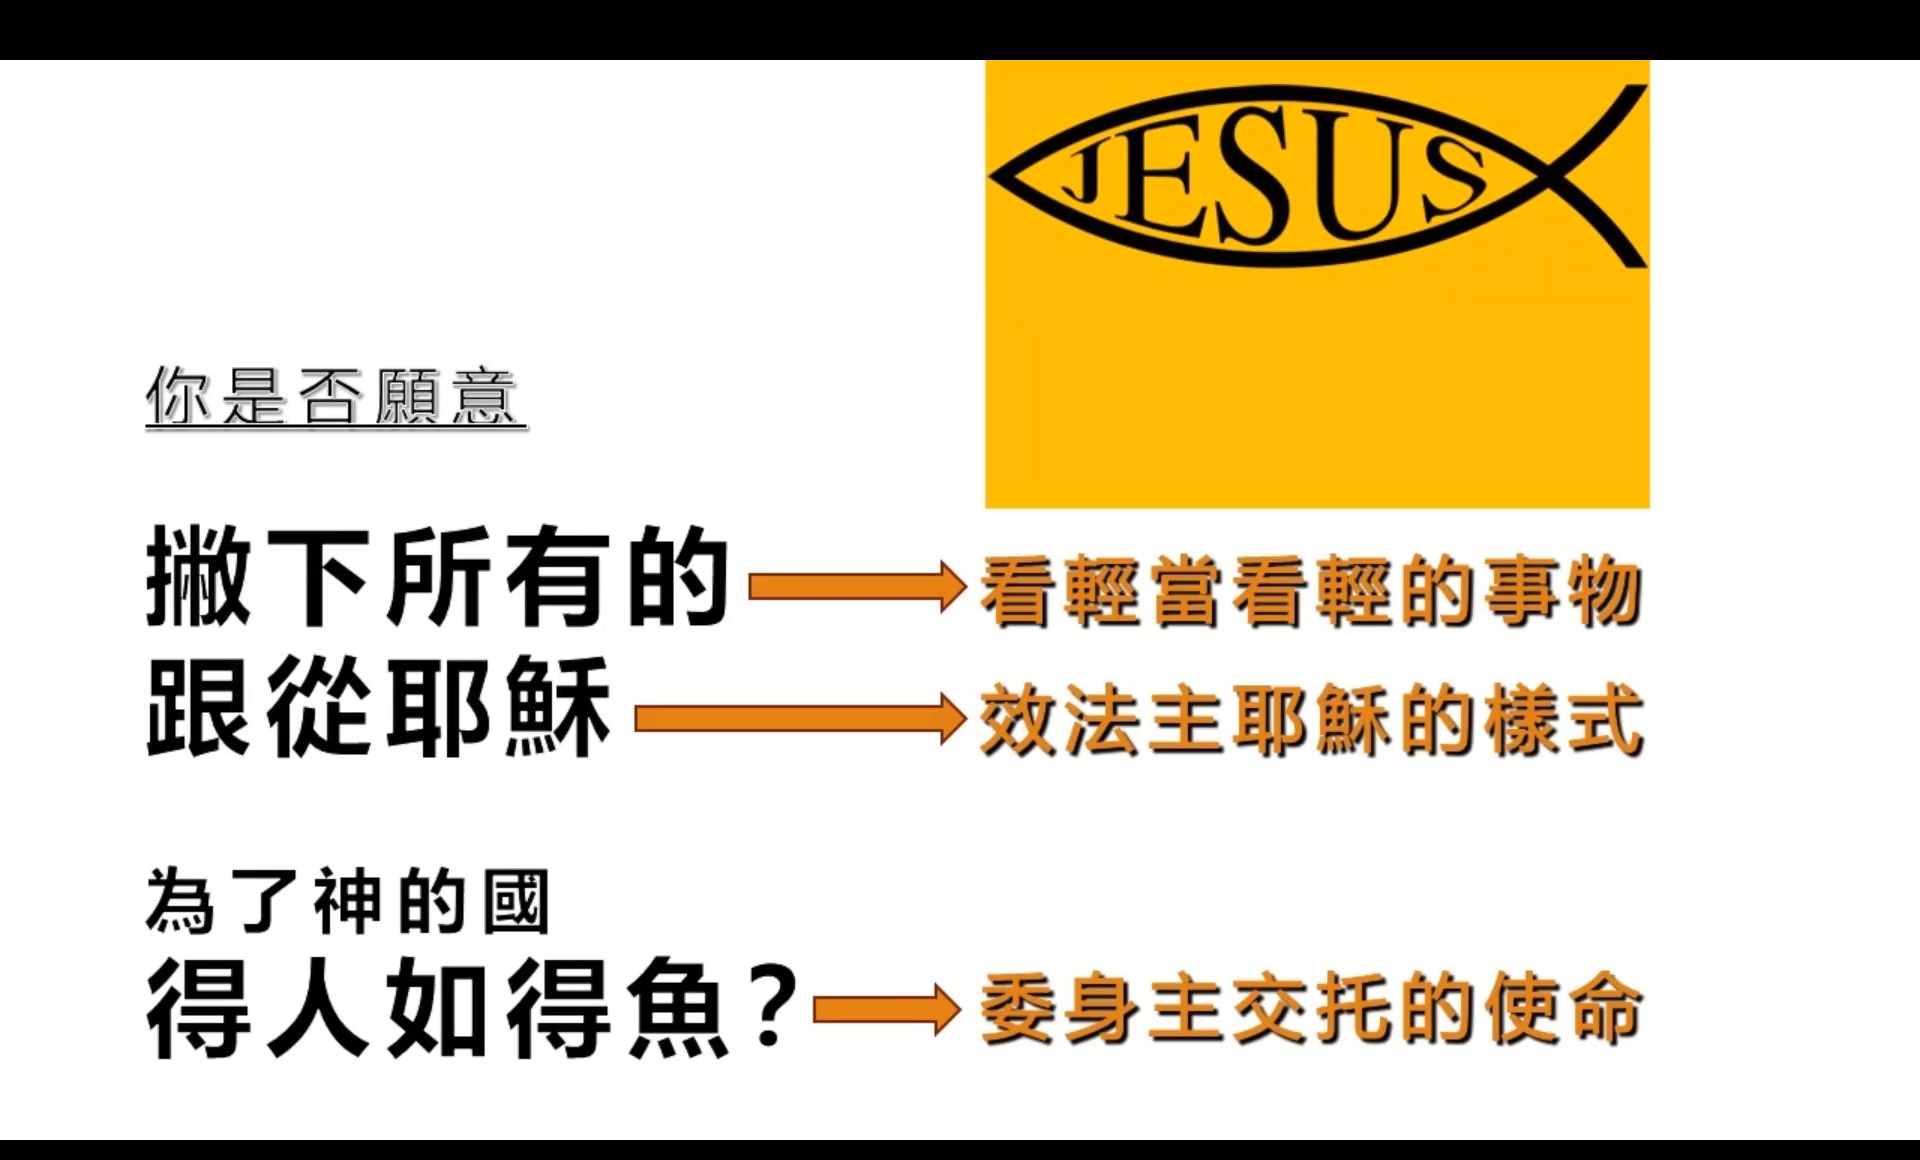 JESUS
你是否願意
撇下所有的
看輕當看輕的事物
跟從耶穌
效法主耶穌的樣式
為了神的國
得人如得魚？
委身主交托的使命